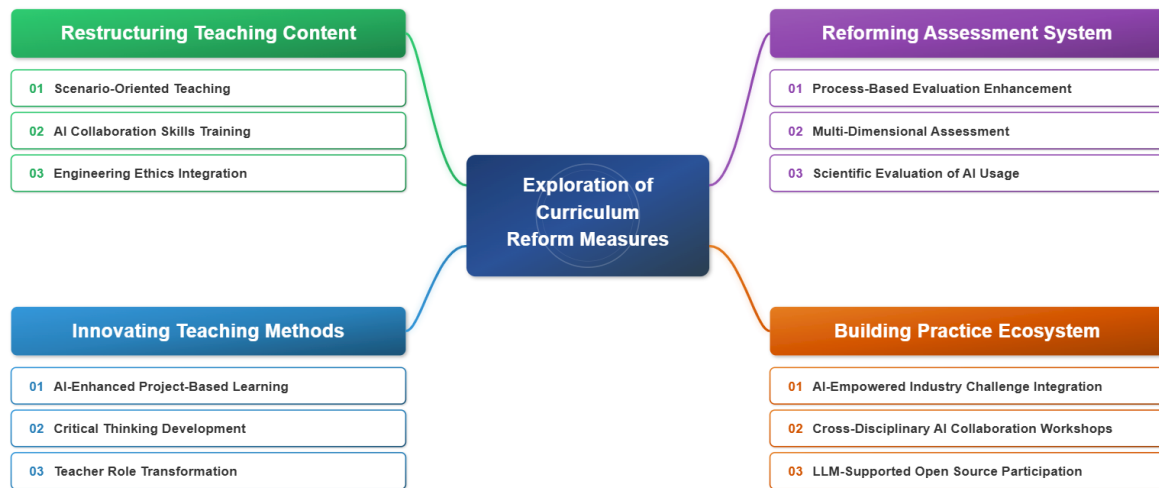 Restructuring Teaching Content
01 Scenario-Oriented Teaching
02 AI Collaboration Skills Training
03 Engineering Ethics Integration
Reforming Assessment System
01 Process-Based Evaluation Enhancement
02 Multi-Dimensional Assessment
03 Scientific Evaluation of AI Usage
Exploration of
Curriculum
Reform Measures
Innovating Teaching Methods
01 AI-Enhanced Project-Based Learning
02 Critical Thinking Development
03 Teacher Role Transformation
Building Practice Ecosystem
01 AI-Empowered Industry Challenge Integration
02 Cross-Disciplinary AI Collaboration Workshops
03 LLM-Supported Open Source Participation